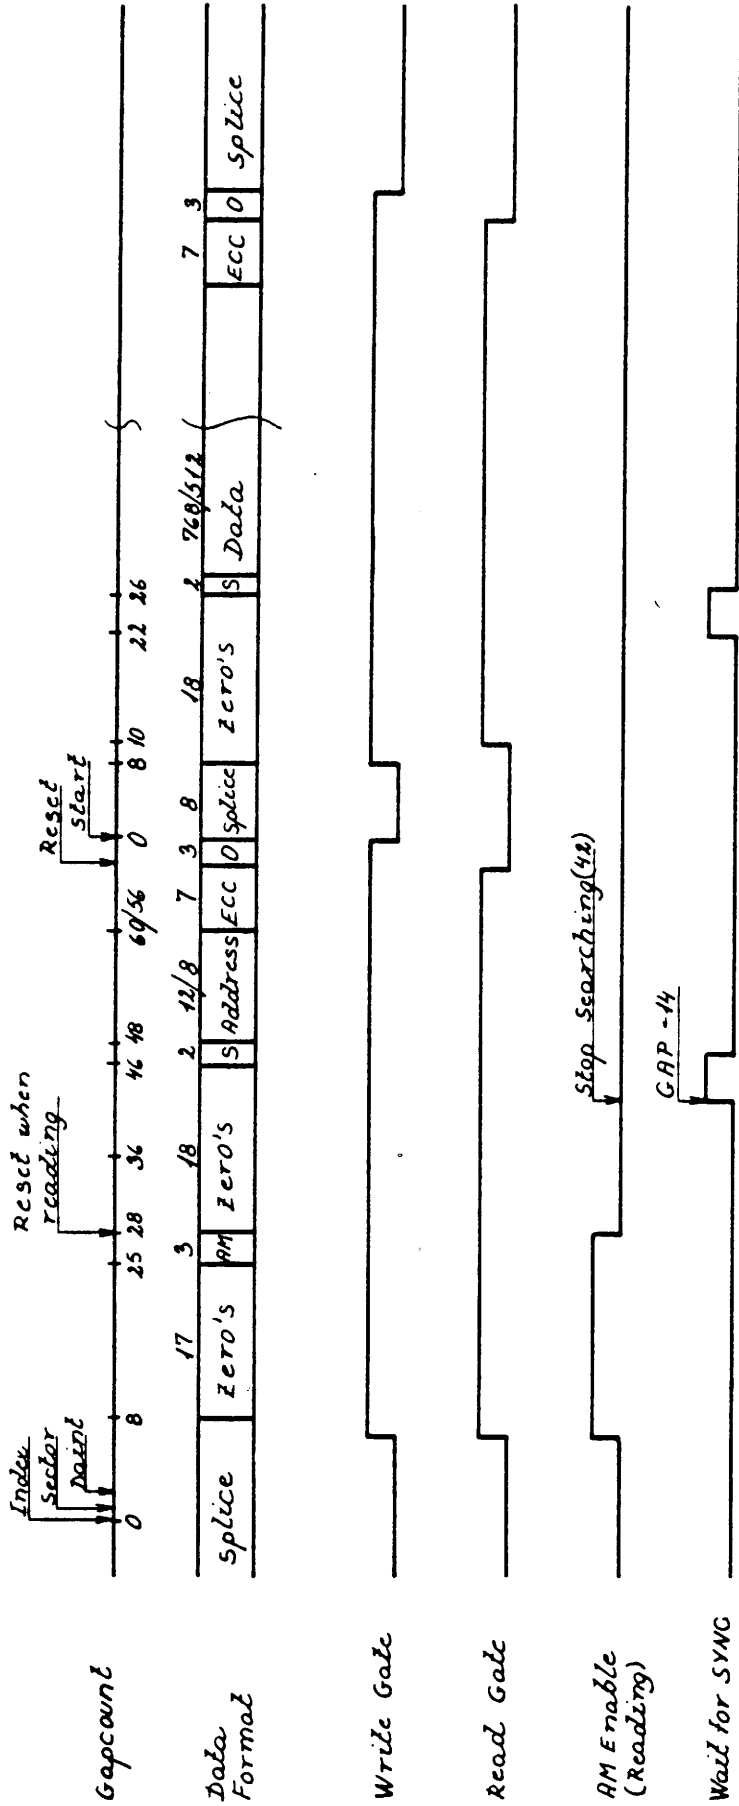 Index
Sector
Point
Reset when
reading
Reset
start
Gapcount
0
8
25
28
36
46
48
60/56
0
8
10
22
26
17
3
18
2
12/8
7
3
8
18
2
768/512
7
3
Data
Format
Splice
Zero's
AM
Zero's
S
Address
ECC
0
Splice
Zero's
S
Data
ECC
0
Splice
Write Gate
Read Gate
AM Enable
(Reading)
Stop Searching(42)
Wait for SYNC
GAP-14